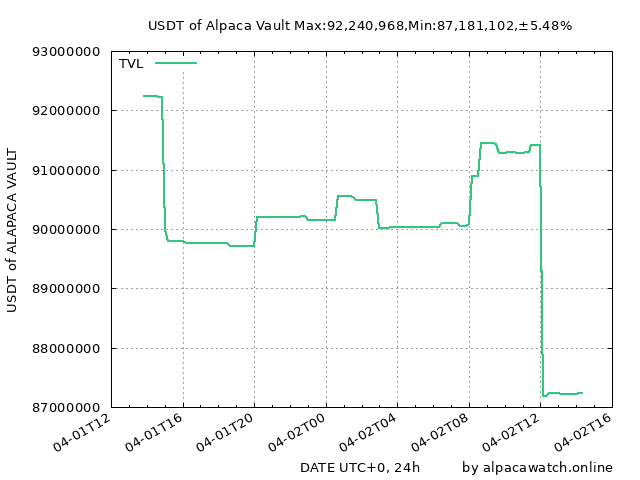 USDT of Alpaca Vault Max:92,240,968,Min:87,181,102,±5.48%
93000000
TVL
92000000
91000000
90000000
89000000
88000000
87000000
USDT of ALAPACA VAULT
04-01T12 04-01T16 04-01T20 04-02T00 04-02T04 04-02T08 04-02T12 04-02T16
DATE UTC+0, 24h by alpacawatch.online